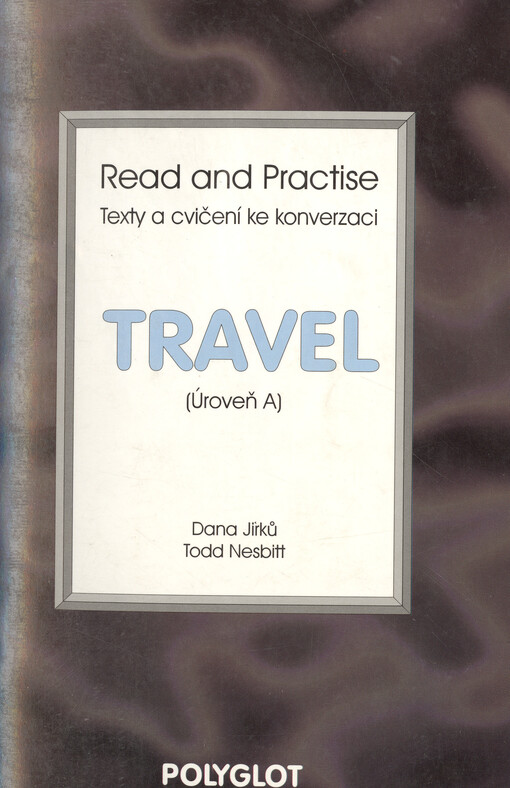 Read and Practise
Texty a cvičení ke konverzaci
TRAVEL
(Úroveň A)
Dana Jirků
Todd Nesbitt
POLYGLOT